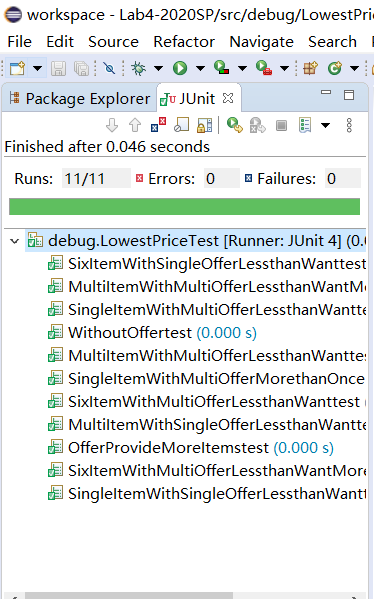 workspace - Lab4-2020SP/src/debug/LowestPric
File Edit Source Refactor Navigate Search
Package Explorer JUnit
Finished after 0.046 seconds
Runs: 11/11 Errors: 0 Failures: 0
debug.LowestPriceTest [Runner: JUnit 4] (0.0
SixItemWithSingleOfferLessthanWanttest
MultiItemWithMultiOfferLessthanWantMo
SingleItemWithMultiOfferLessthanWantte
WithoutOffertest (0.000 s)
MultiItemWithMultiOfferLessthanWanttes
SingleItemWithMultiOfferMorethanOnce
SixItemWithMultiOfferLessthanWanttest (
MultiItemWithSingleOfferLessthanWantte
OfferProvideMoreItemstest (0.000 s)
SixItemWithMultiOfferLessthanWantMore
SingleItemWithSingleOfferLessthanWantt